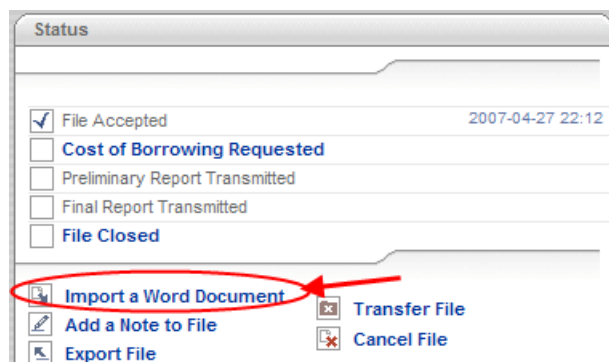 Status
File Accepted 2007-04-27 22:12
Cost of Borrowing Requested
Preliminary Report Transmitted
Final Report Transmitted
File Closed
Import a Word Document
Transfer File
Add a Note to File
Cancel File
Export File